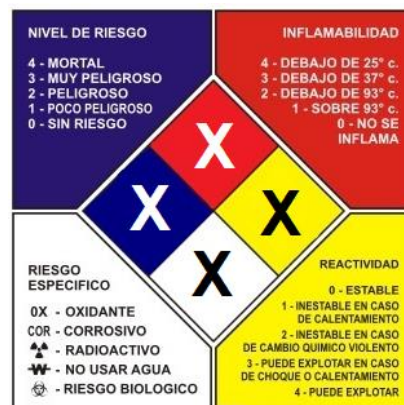 NIVEL DE RIESGO
4 - MORTAL
3 - MUY PELIGROSO
2 - PELIGROSO
1 - POCO PELIGROSO
0 - SIN RIESGO
INFLAMABILIDAD
4 - DEBAJO DE 25° c.
3 - DEBAJO DE 37° c.
2 - DEBAJO DE 93° c.
1 - SOBRE 93° c.
0 - NO SE
INFLAMA
X
X
X
X
RIESGO
ESPECIFICO
OX - OXIDANTE
COR - CORROSIVO
- RADIOACTIVO
W - NO USAR AGUA
- RIESGO BIOLOGICO
REACTIVIDAD
0 - ESTABLE
1 - INESTABLE EN CASO
DE CALENTAMIENTO
2 - INESTABLE EN CASO
DE CAMBIO QUIMICO VIOLENTO
3 - PUEDE EXPLOTAR EN CASO
DE CHOQUE O CALENTAMIENTO
4 - PUEDE EXPLOTAR